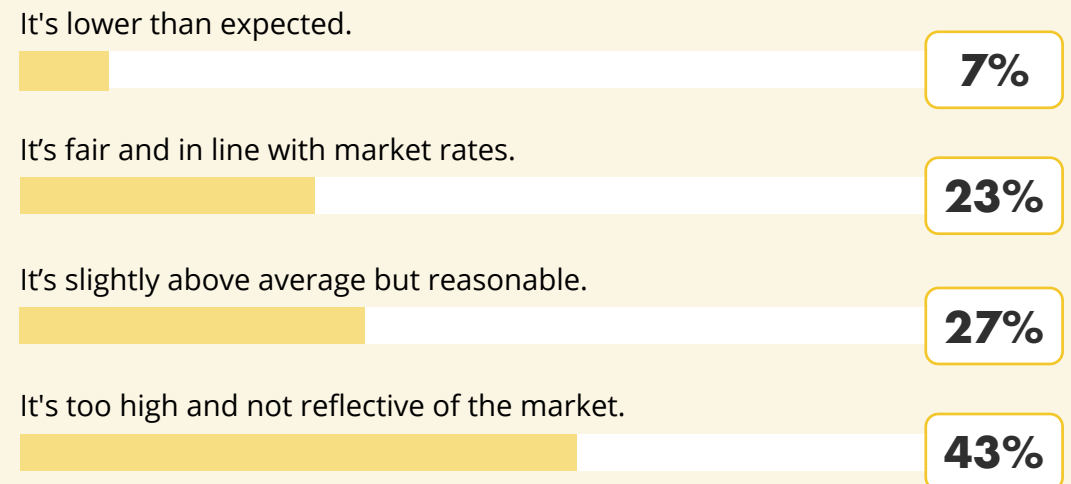 It's lower than expected.
7%
It’s fair and in line with market rates.
23%
It’s slightly above average but reasonable.
27%
It's too high and not reflective of the market.
43%